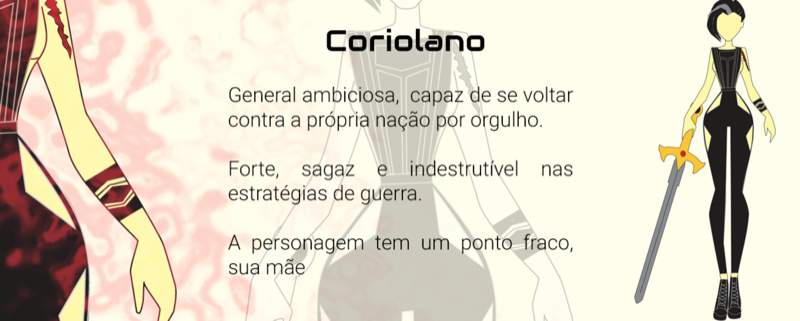 Coriolano
General ambiciosa, capaz de se voltar
contra a própria nação por orgulho.
Forte, sagaz e indestrutível nas
estratégias de guerra.
A personagem tem um ponto fraco,
sua mãe